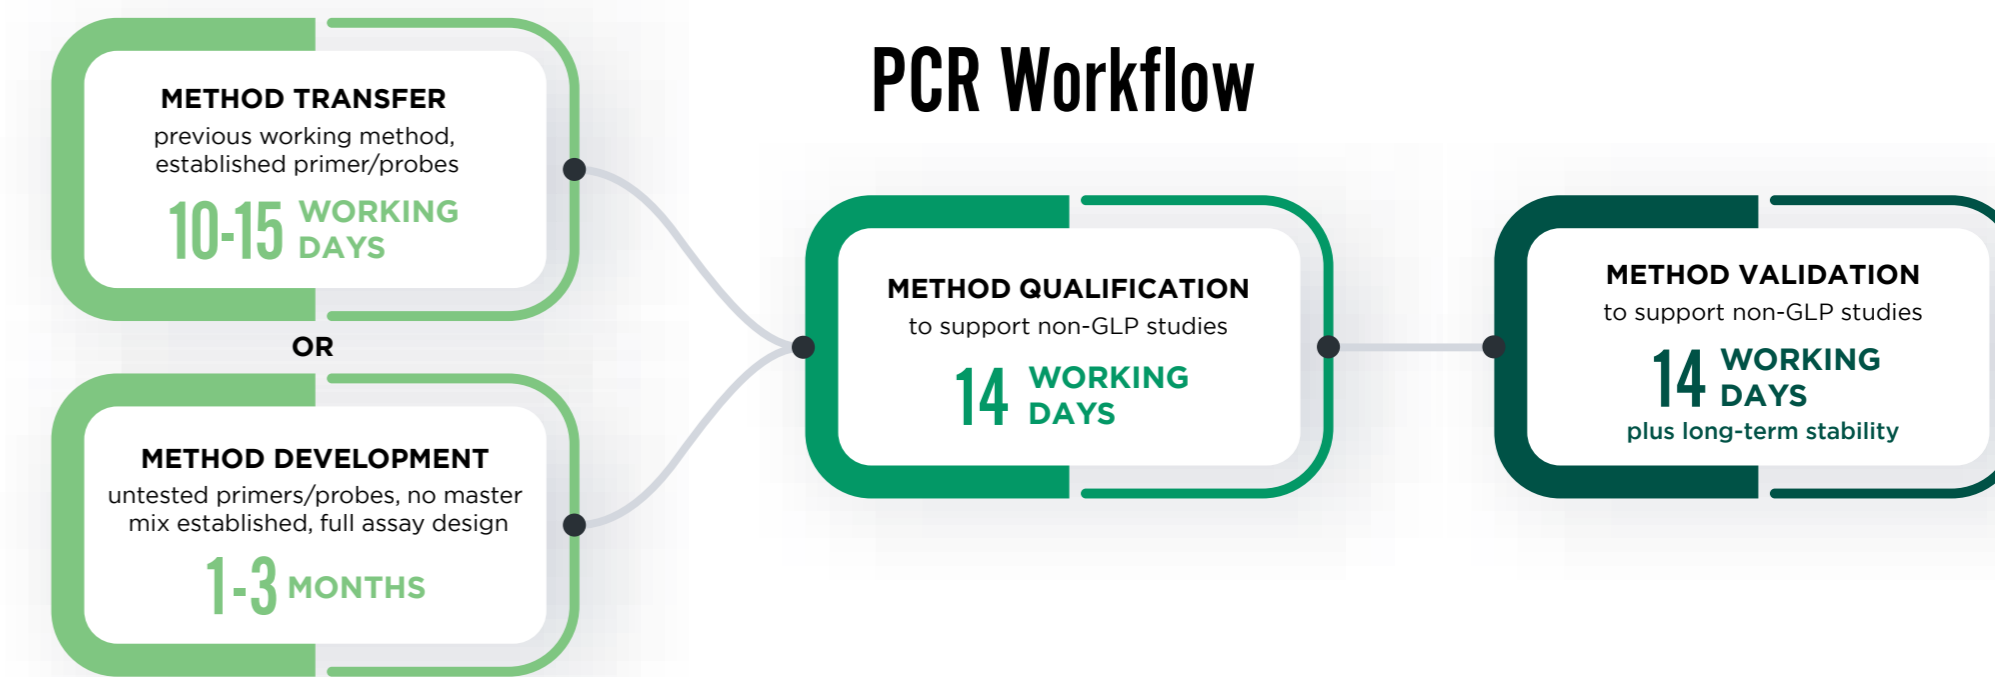 PCR Workflow
METHOD TRANSFER
previous working method,
established primer/probes
10-15 WORKING
DAYS
OR
METHOD DEVELOPMENT
untested primers/probes, no master
mix established, full assay design
1-3 MONTHS
METHOD QUALIFICATION
to support non-GLP studies
14 WORKING
DAYS
METHOD VALIDATION
to support non-GLP studies
14 WORKING
DAYS
plus long-term stability